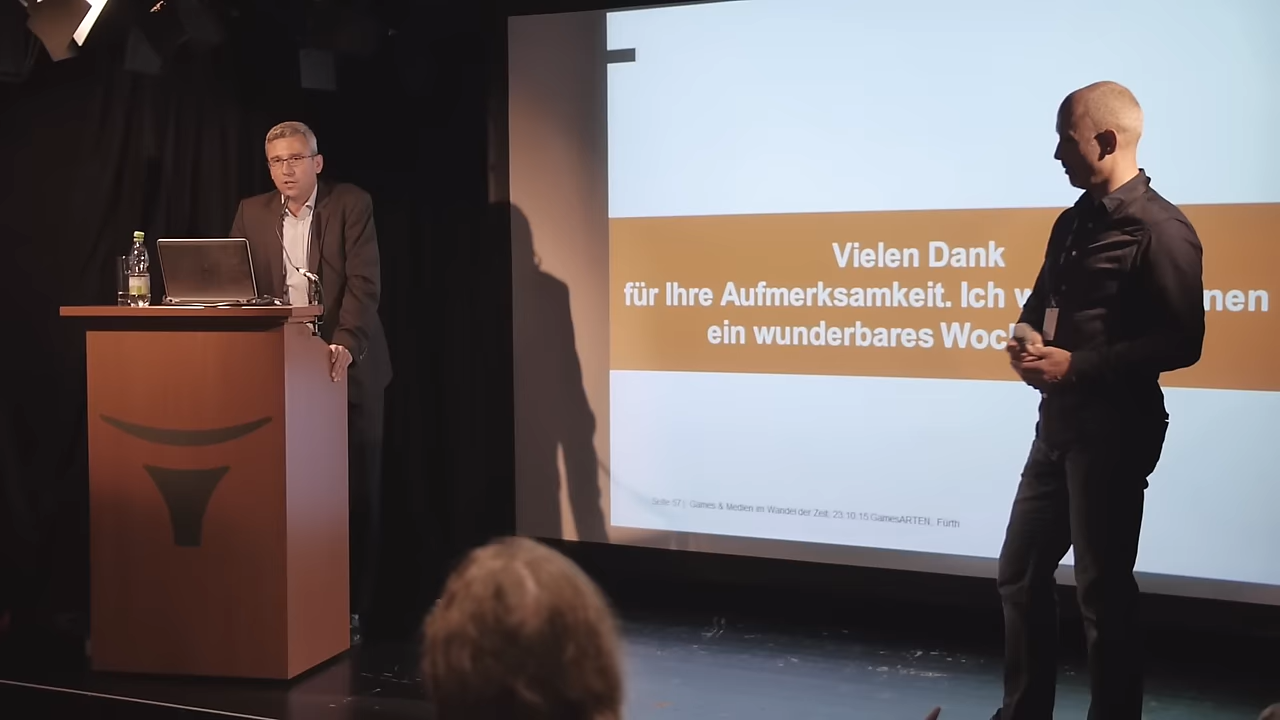 Vielen Dank
für Ihre Aufmerksamkeit. Ich nen
ein wunderbares
Seite 57 | Games & Medien im Wandel der Zeit, 23.10.15 GamesARTEN, Fürth